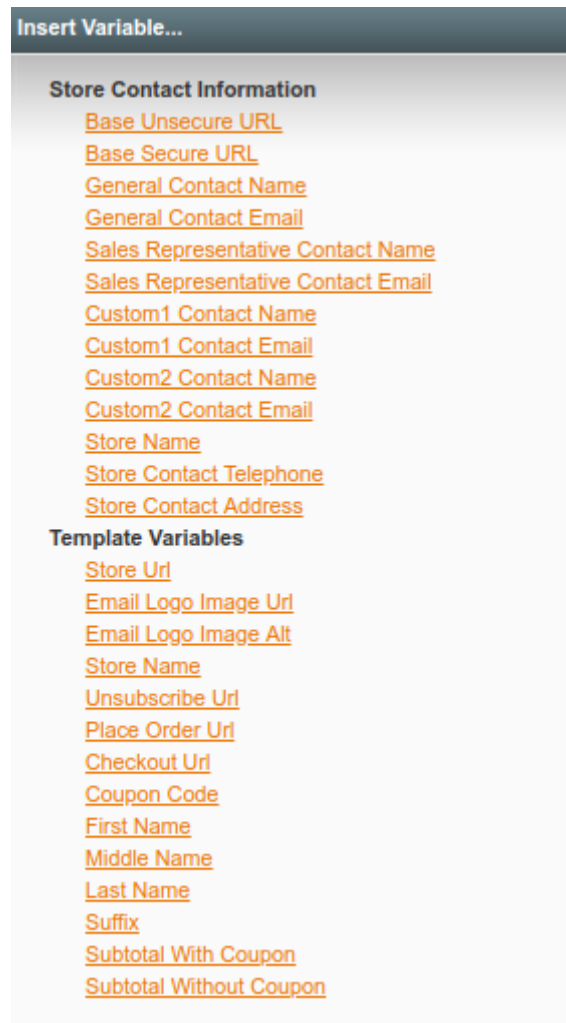 Insert Variable...
Store Contact Information
Base Unsecure URL
Base Secure URL
General Contact Name
General Contact Email
Sales Representative Contact Name
Sales Representative Contact Email
Custom1 Contact Name
Custom1 Contact Email
Custom2 Contact Name
Custom2 Contact Email
Store Name
Store Contact Telephone
Store Contact Address
Template Variables
Store Url
Email Logo Image Url
Email Logo Image Alt
Store Name
Unsubscribe Url
Place Order Url
Checkout Url
Coupon Code
First Name
Middle Name
Last Name
Suffix
Subtotal With Coupon
Subtotal Without Coupon